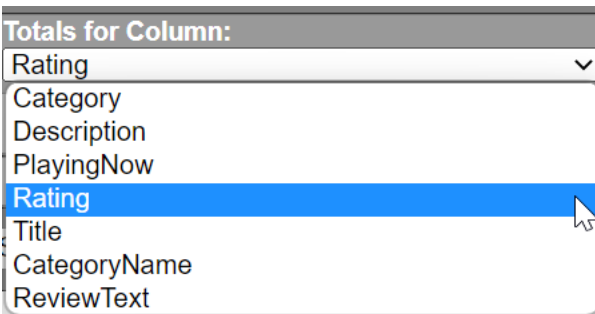 Totals for Column:
Rating
Category
Description
PlayingNow
Rating
Title
CategoryName
ReviewText